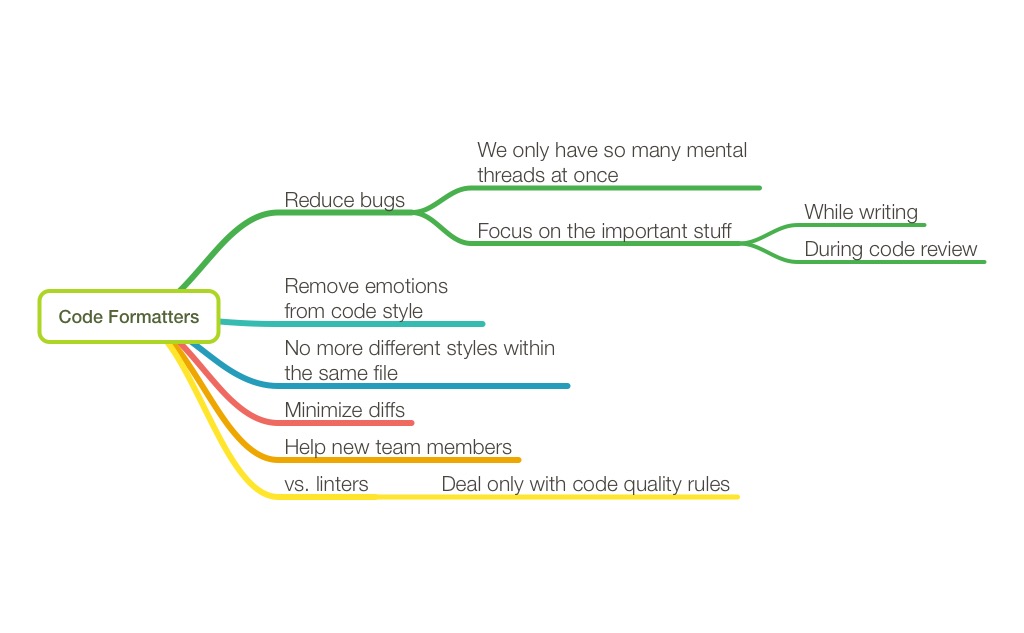 Code Formatters
Reduce bugs
We only have so many mental
threads at once
Focus on the important stuff
While writing
During code review
Remove emotions
from code style
No more different styles within
the same file
Minimize diffs
Help new team members
vs. linters
Deal only with code quality rules